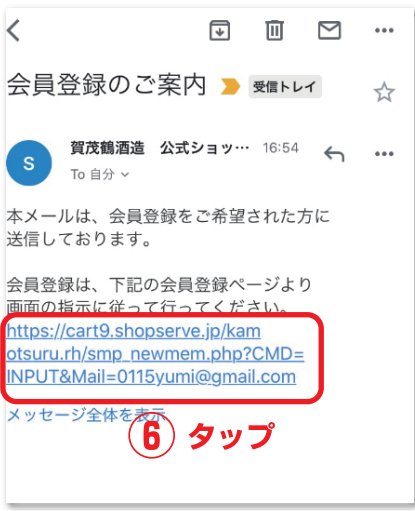 会員登録のご案内 受信トレイ
S
賀茂鶴酒造 公式ショッ… 16:54
To 自分
本メールは、会員登録をご希望された方に
送信しております。
会員登録は、下記の会員登録ページより
画面の指示に従って行ってください。
https://cart9.shopserve.jp/kam
otsuru.rh/smp_newmem.php?CMD=
INPUT&Mail=0115yumi@gmail.com
メッセージ全体を表示
⑥ タップ